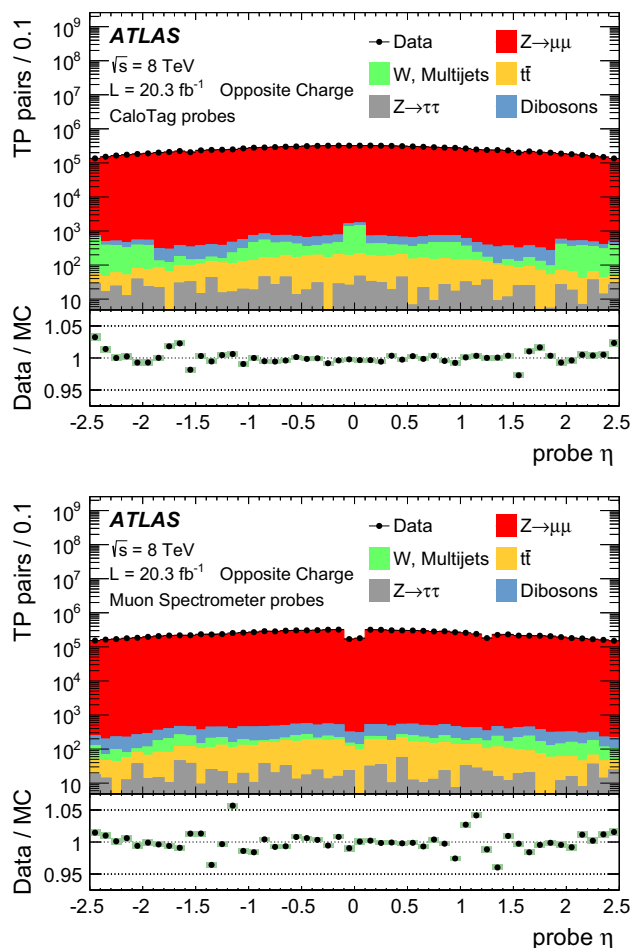 TP pairs / 0.1
10⁹
10⁸
10⁷
10⁶
10⁵
10⁴
10³
10²
10
ATLAS
√s = 8 TeV
L = 20.3 fb⁻¹ Opposite Charge
CaloTag probes
Data
Z→μμ
W, Multijets
tt̄
Z→ττ
Dibosons
Data / MC
1.05
1
0.95
-2.5 -2 -1.5 -1 -0.5 0 0.5 1 1.5 2 2.5
probe η
TP pairs / 0.1
10⁹
10⁸
10⁷
10⁶
10⁵
10⁴
10³
10²
10
ATLAS
√s = 8 TeV
L = 20.3 fb⁻¹ Opposite Charge
Muon Spectrometer probes
Data
Z→μμ
W, Multijets
tt̄
Z→ττ
Dibosons
Data / MC
1.05
1
0.95
-2.5 -2 -1.5 -1 -0.5 0 0.5 1 1.5 2 2.5
probe η